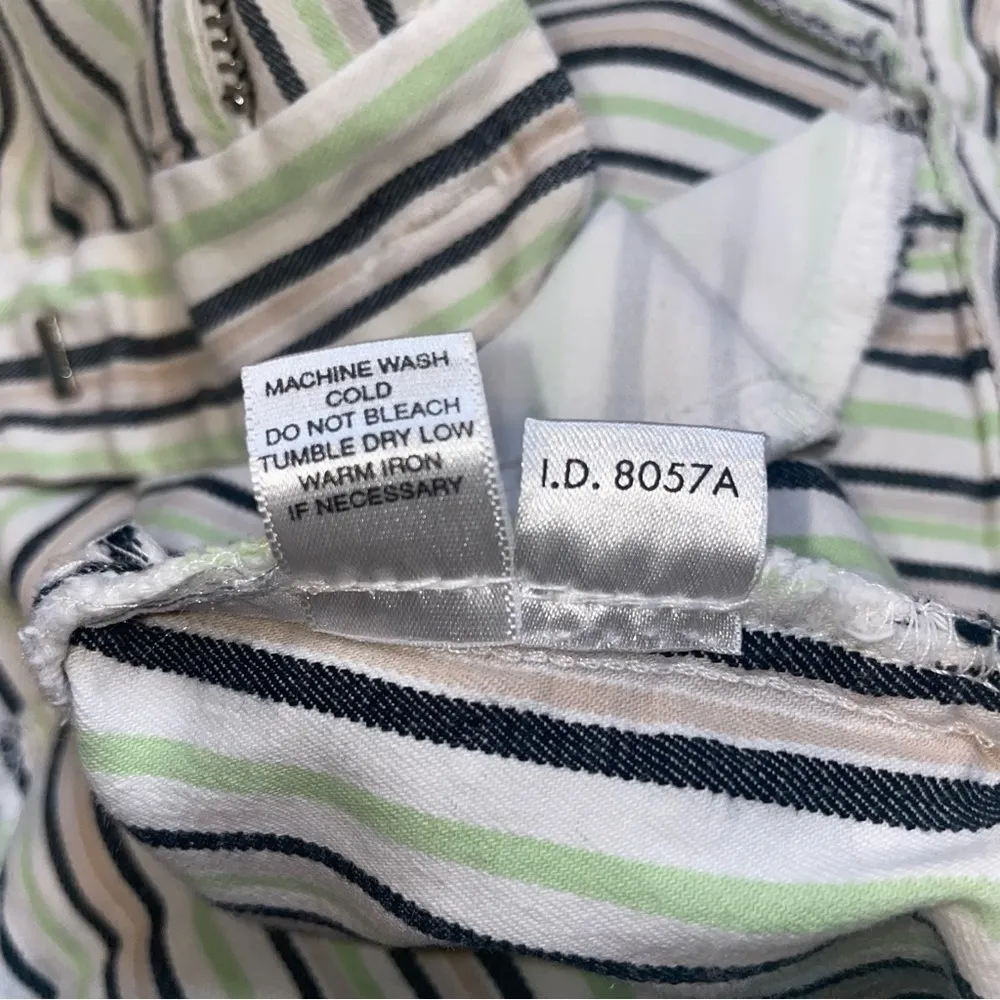 MACHINE WASH
COLD
DO NOT BLEACH
TUMBLE DRY LOW
WARM IRON
IF NECESSARY
I.D. 8057A